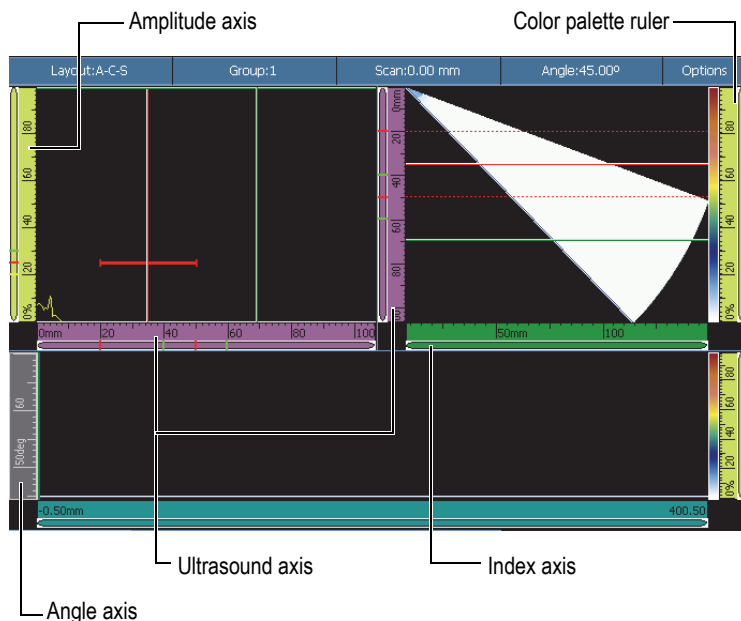 Amplitude axis
Color palette ruler
Layout:A-C-S Group:1 Scan:0.00 mm Angle:45.00º Options
|80
|60
|40
|20
0%
0mm |20 |40 |60 |80 |100
0mm
20
40
60
80
|50mm |100
|80
|60
|40
|20
0%
|60
|50deg
|80
|60
|40
|20
0%
-0.50mm 400.50
Ultrasound axis
Index axis
Angle axis